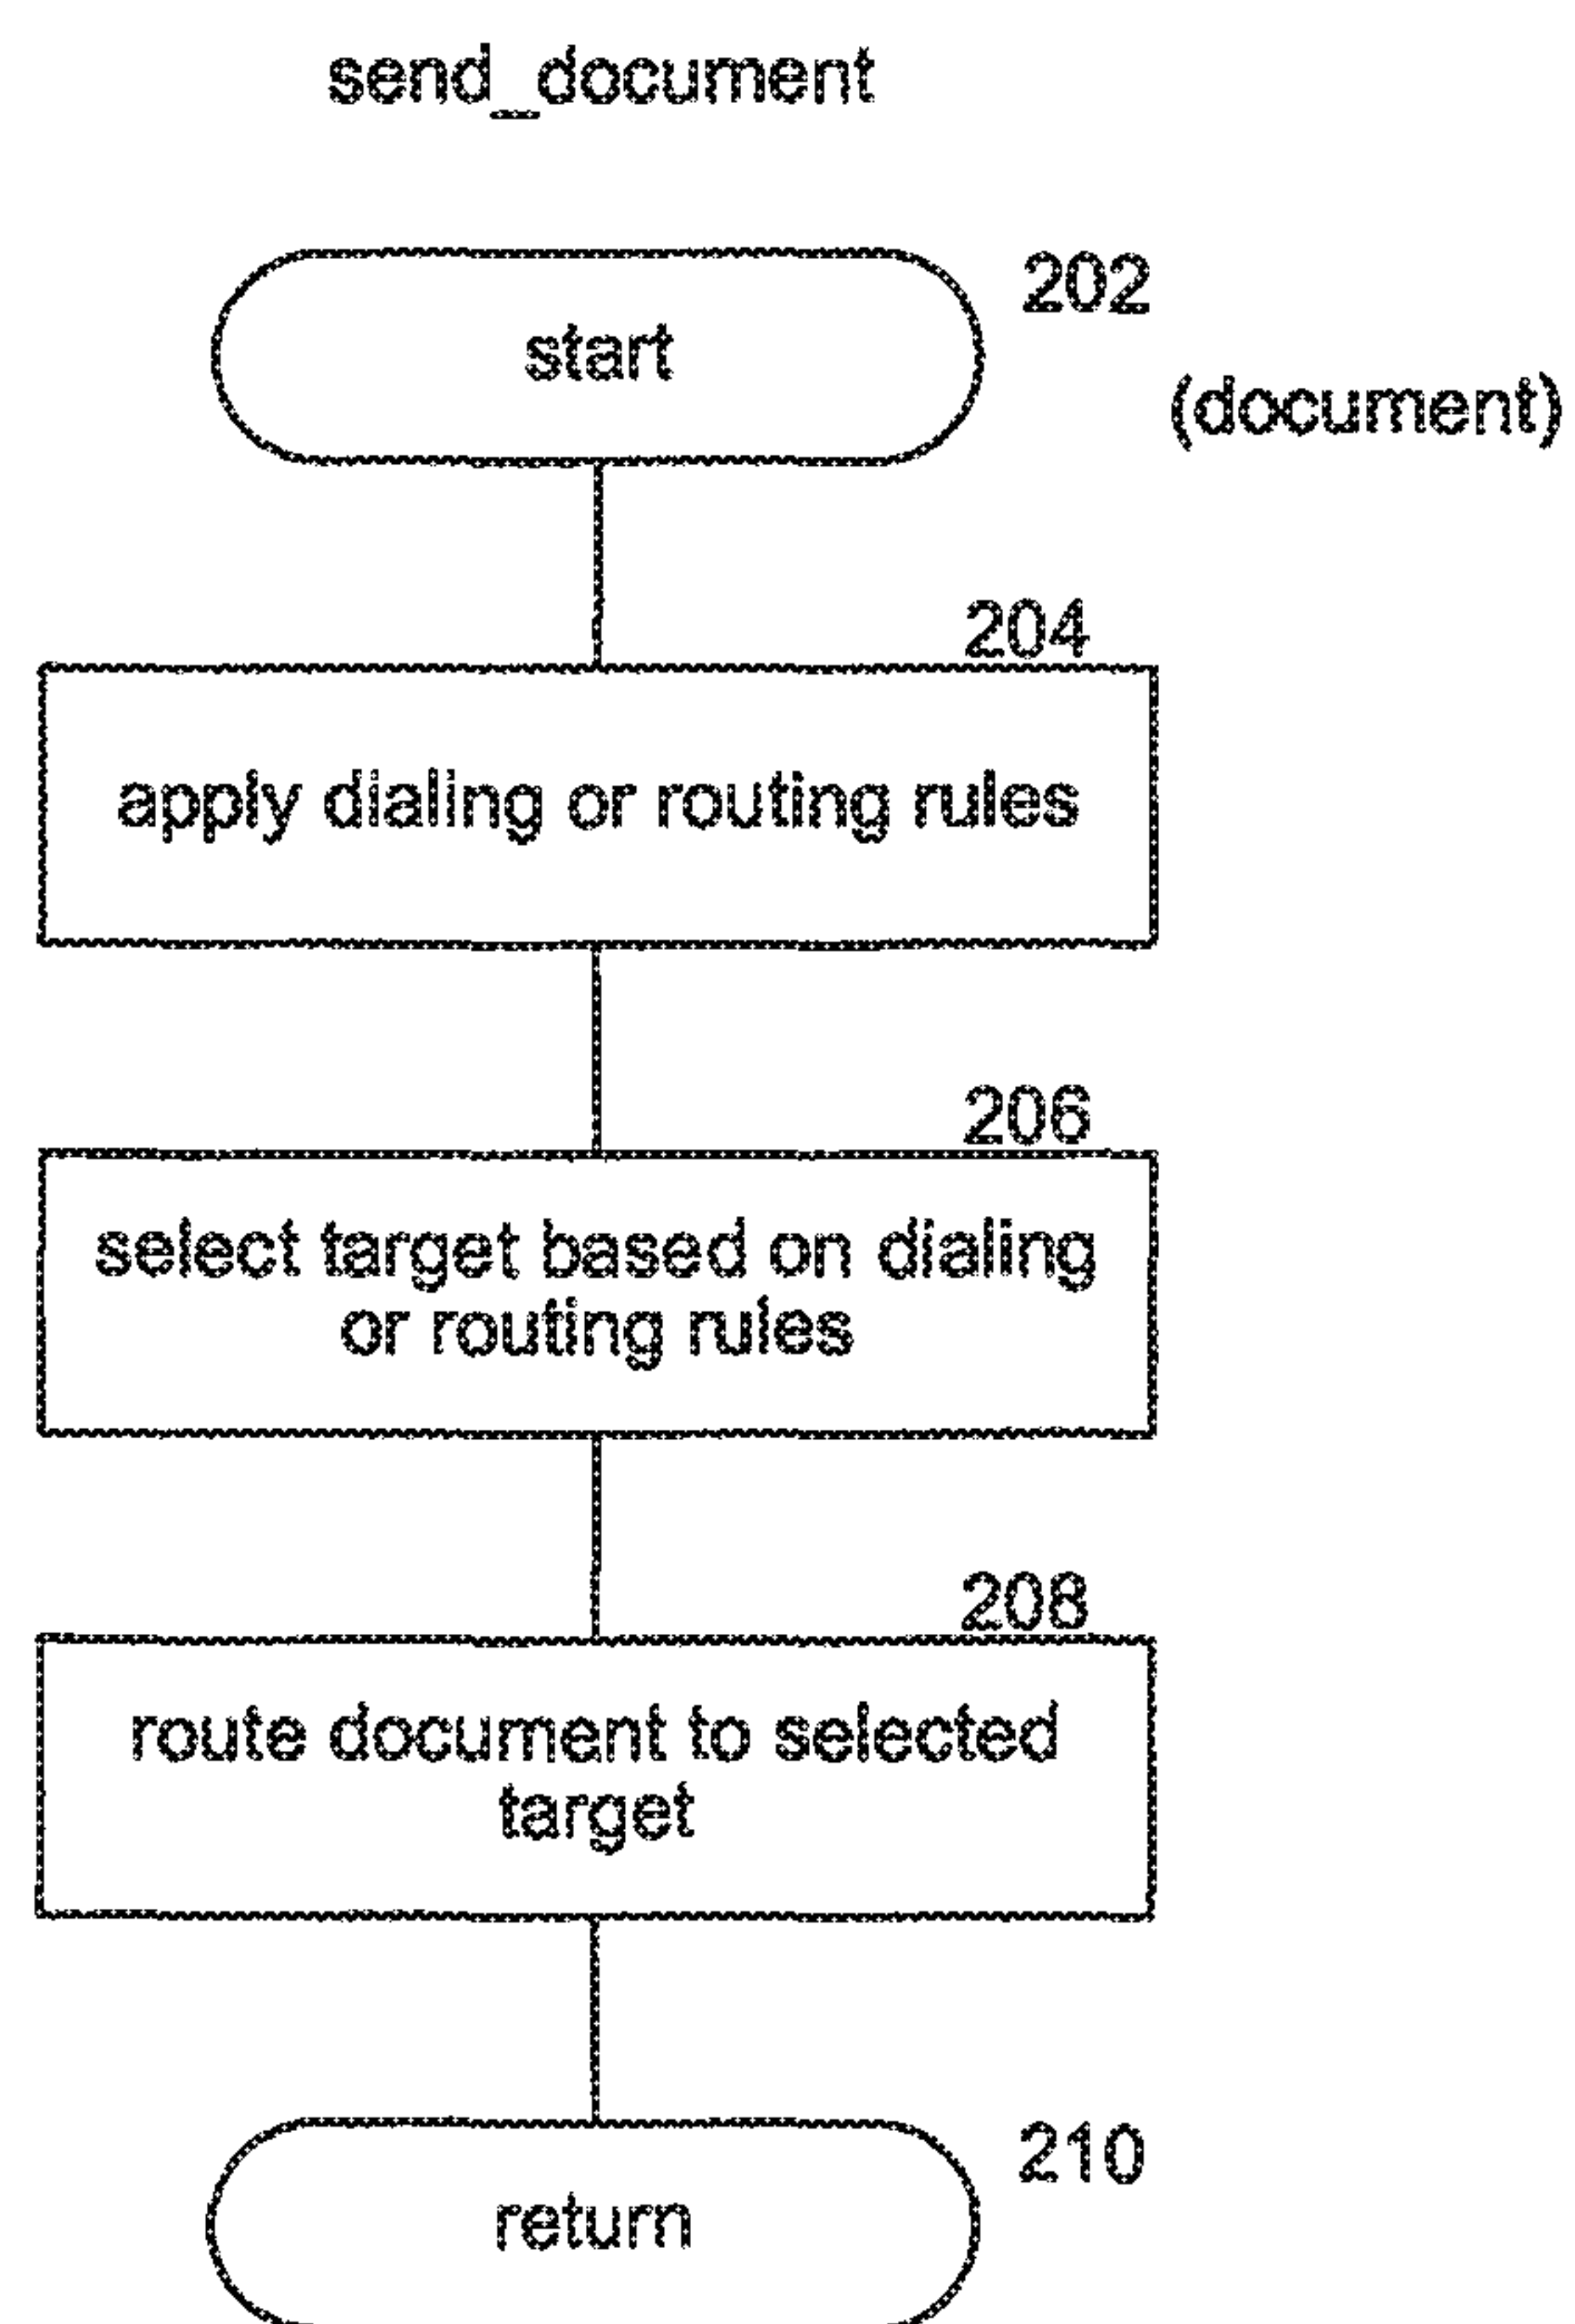 send_document
202
start
(document)
204
apply dialing or routing rules
206
select target based on dialing
or routing rules
208
route document to selected
target
210
return